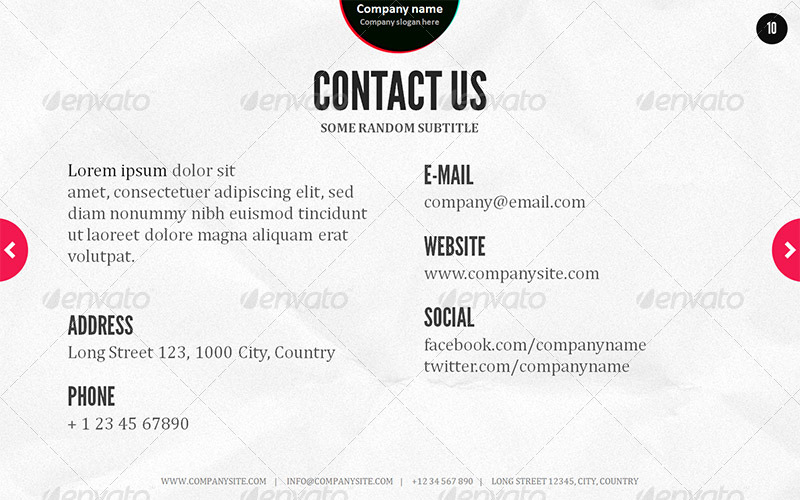 Company name
Company slogan here
10
CONTACT US
SOME RANDOM SUBTITLE
Lorem ipsum dolor sit
amet, consectetuer adipiscing elit, sed
diam nonummy nibh euismod tincidunt
ut laoreet dolore magna aliquam erat
volutpat.
ADDRESS
Long Street 123, 1000 City, Country
PHONE
+ 1 23 45 67890
E-MAIL
company@email.com
WEBSITE
www.companysite.com
SOCIAL
facebook.com/companyname
twitter.com/companyname
WWW.COMPANYSITE.COM | INFO@COMPANYSITE.COM | +12 34 567 890 | LONG STREET 12345, CITY, COUNTRY
envato envato envato envato
envato envato envato envato
envato envato envato envato